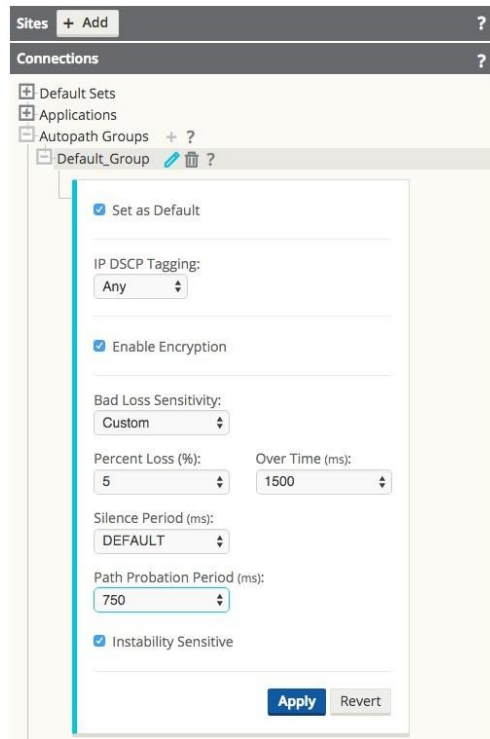 Sites + Add ?
Connections ?
Default Sets
Applications
Autopath Groups + ?
Default_Group ?
Set as Default
IP DSCP Tagging:
Any
Enable Encryption
Bad Loss Sensitivity:
Custom
Percent Loss (%): Over Time (ms):
5 1500
Silence Period (ms):
DEFAULT
Path Probation Period (ms):
750
Instability Sensitive
Apply Revert